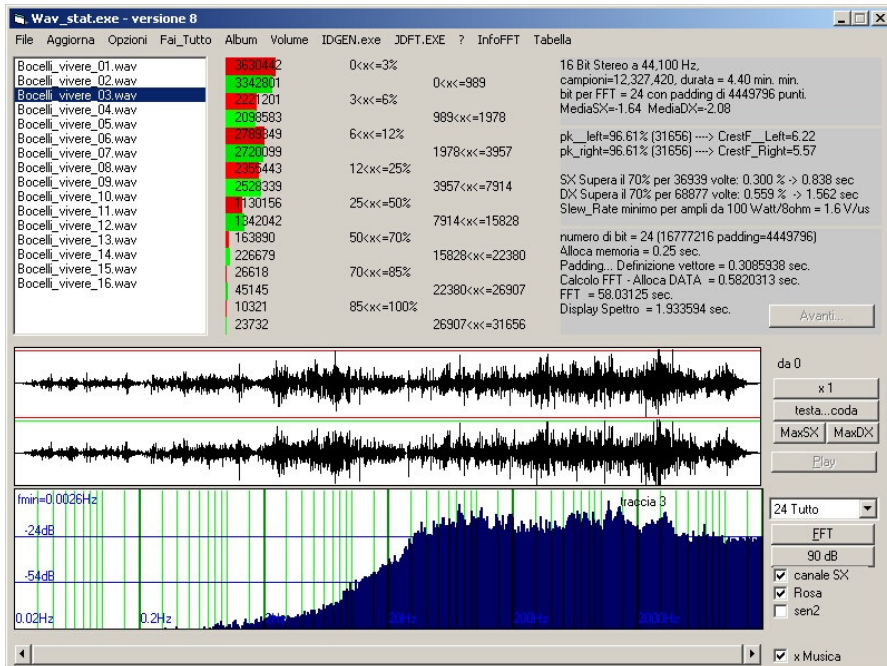 Wav_stat.exe - versione 8
File Aggiorna Opzioni Fai_Tutto Album Volume IDGEN.exe JDFT.EXE ? InfoFFT Tabella
Bocelli_vivere_01.wav
Bocelli_vivere_02.wav
Bocelli_vivere_03.wav
Bocelli_vivere_04.wav
Bocelli_vivere_05.wav
Bocelli_vivere_06.wav
Bocelli_vivere_07.wav
Bocelli_vivere_08.wav
Bocelli_vivere_09.wav
Bocelli_vivere_10.wav
Bocelli_vivere_11.wav
Bocelli_vivere_12.wav
Bocelli_vivere_13.wav
Bocelli_vivere_14.wav
Bocelli_vivere_15.wav
Bocelli_vivere_16.wav
3630442 0<x<=3%
3342801 0<x<=989
2221201 3<x<=6%
2098583 989<x<=1978
2789849 6<x<=12%
2720099 1978<x<=3957
2355443 12<x<=25%
2528339 3957<x<=7914
1130156 25<x<=50%
1342042 7914<x<=15828
163890 50<x<=70%
226679 15828<x<=22380
26618 70<x<=85%
45145 22380<x<=26907
10321 85<x<=100%
23732 26907<x<=31656
16 Bit Stereo a 44,100 Hz,
campioni=12,327,420, durata = 4.40 min. min.
bit per FFT = 24 con padding di 4449796 punti.
MediaSX=-1.64 MediaDX=-2.08
pk__left=96.61% (31656) ----> CrestF__Left=6.22
pk_right=96.61% (31656) ----> CrestF_Right=5.57
SX Supera il 70% per 36939 volte: 0.300 % -> 0.838 sec
DX Supera il 70% per 68877 volte: 0.559 % -> 1.562 sec
Slew_Rate minimo per ampli da 100 Watt/8ohm = 1.6 V/us
numero di bit = 24 (16777216 padding=4449796)
Alloca memoria = 0.25 sec.
Padding... Definizione vettore = 0.3085938 sec.
Calcolo FFT - Alloca DATA = 0.5820313 sec.
FFT = 58.03125 sec.
Display Spettro = 1.933594 sec.
Avanti...
da 0
x 1
testa...coda
MaxSX MaxDX
Play
fmin=0.0026Hz
traccia 3
-24dB
-54dB
0.02Hz 0.2Hz 2Hz 20Hz 200Hz 2000Hz
24 Tutto
FFT
90 dB
canale SX
Rosa
sen2
x Musica